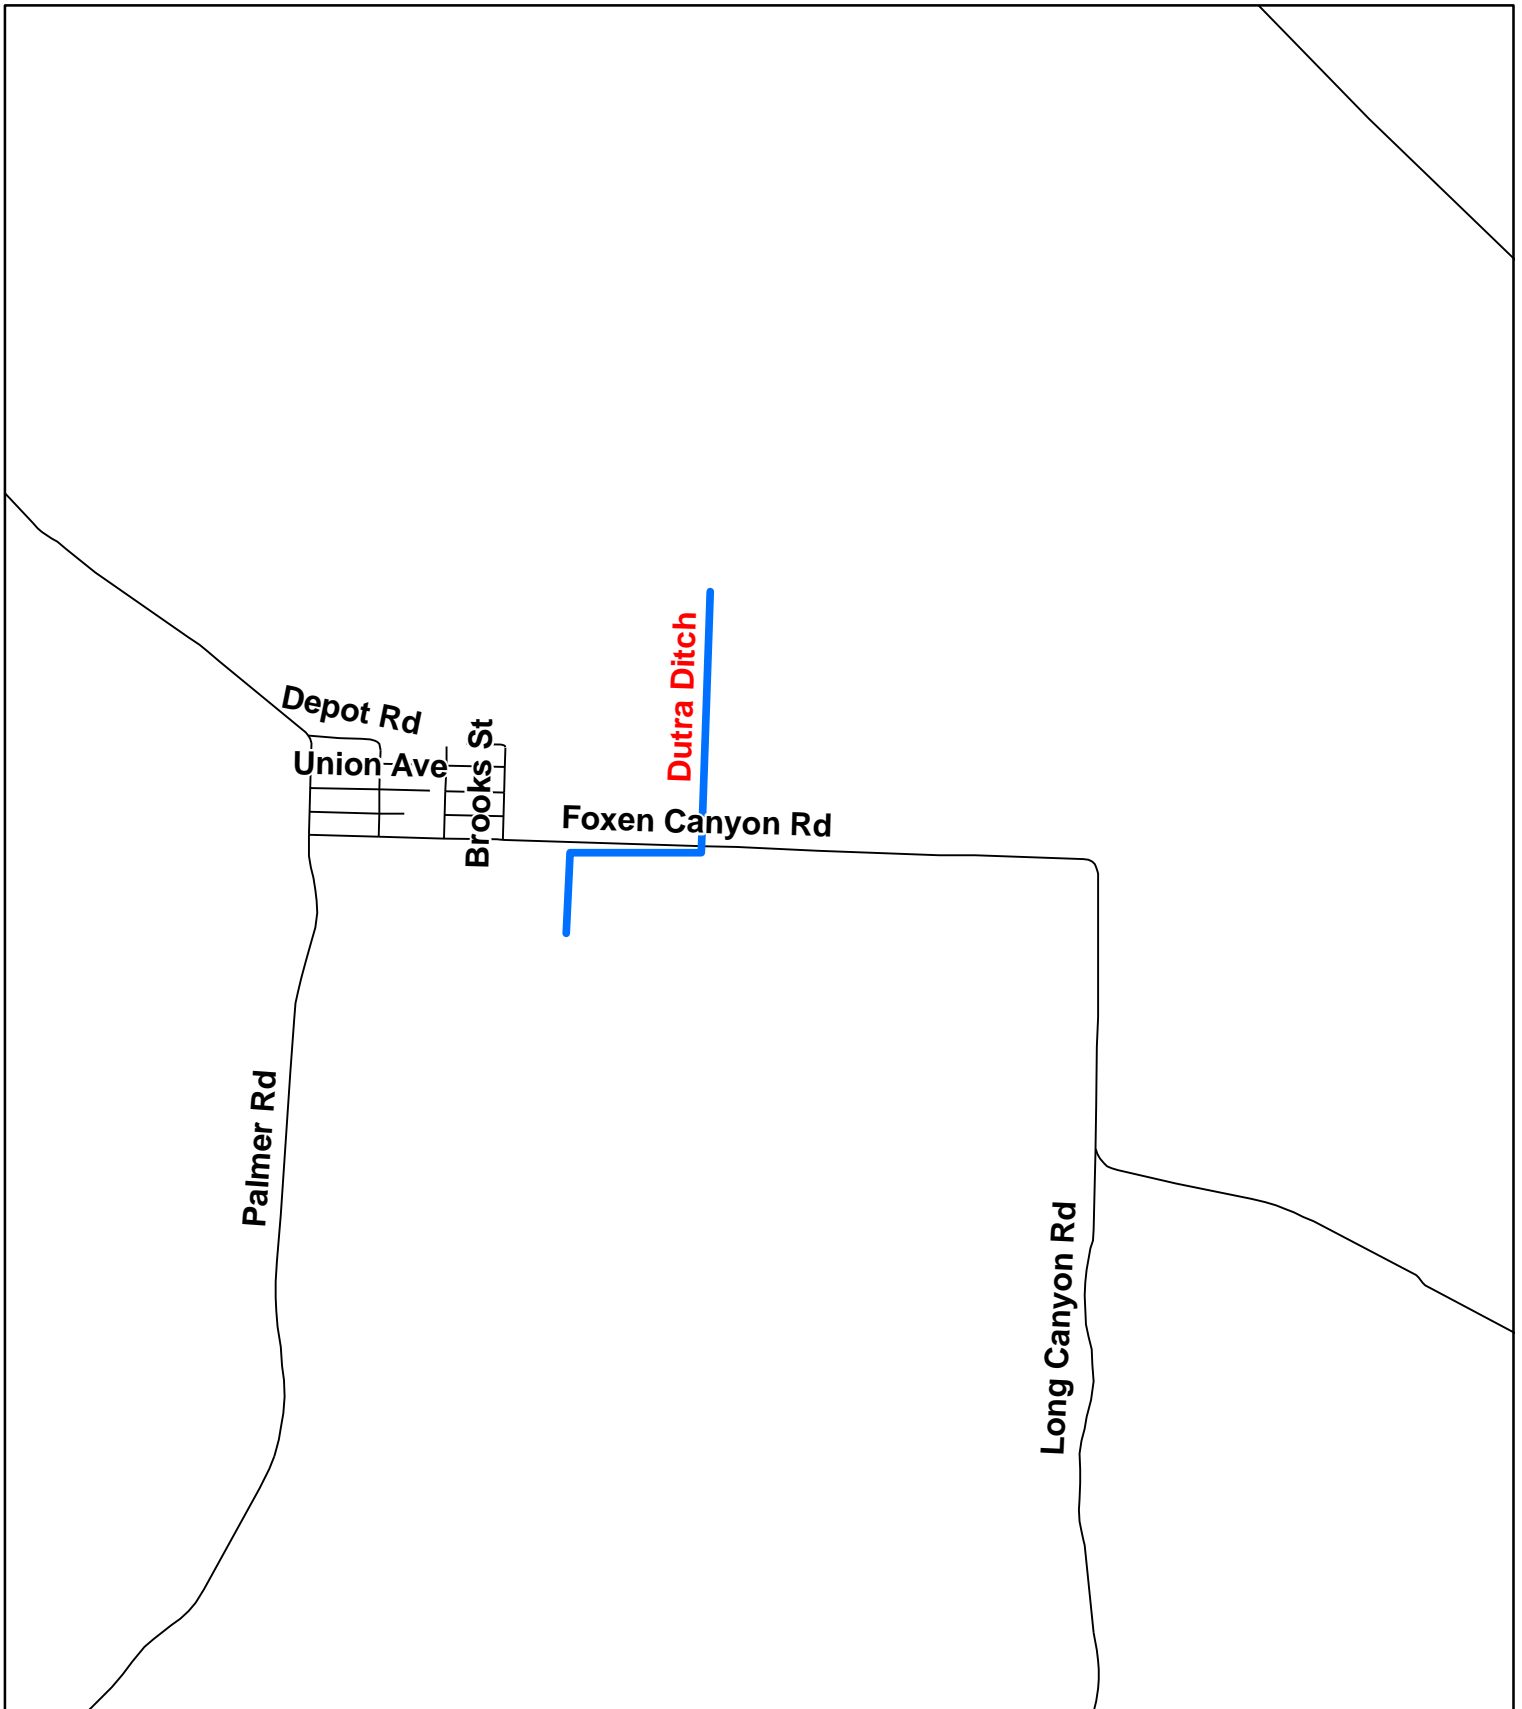 Dutra Ditch
Depot Rd
Union Ave
Brooks St
Foxen Canyon Rd
Palmer Rd
Long Canyon Rd